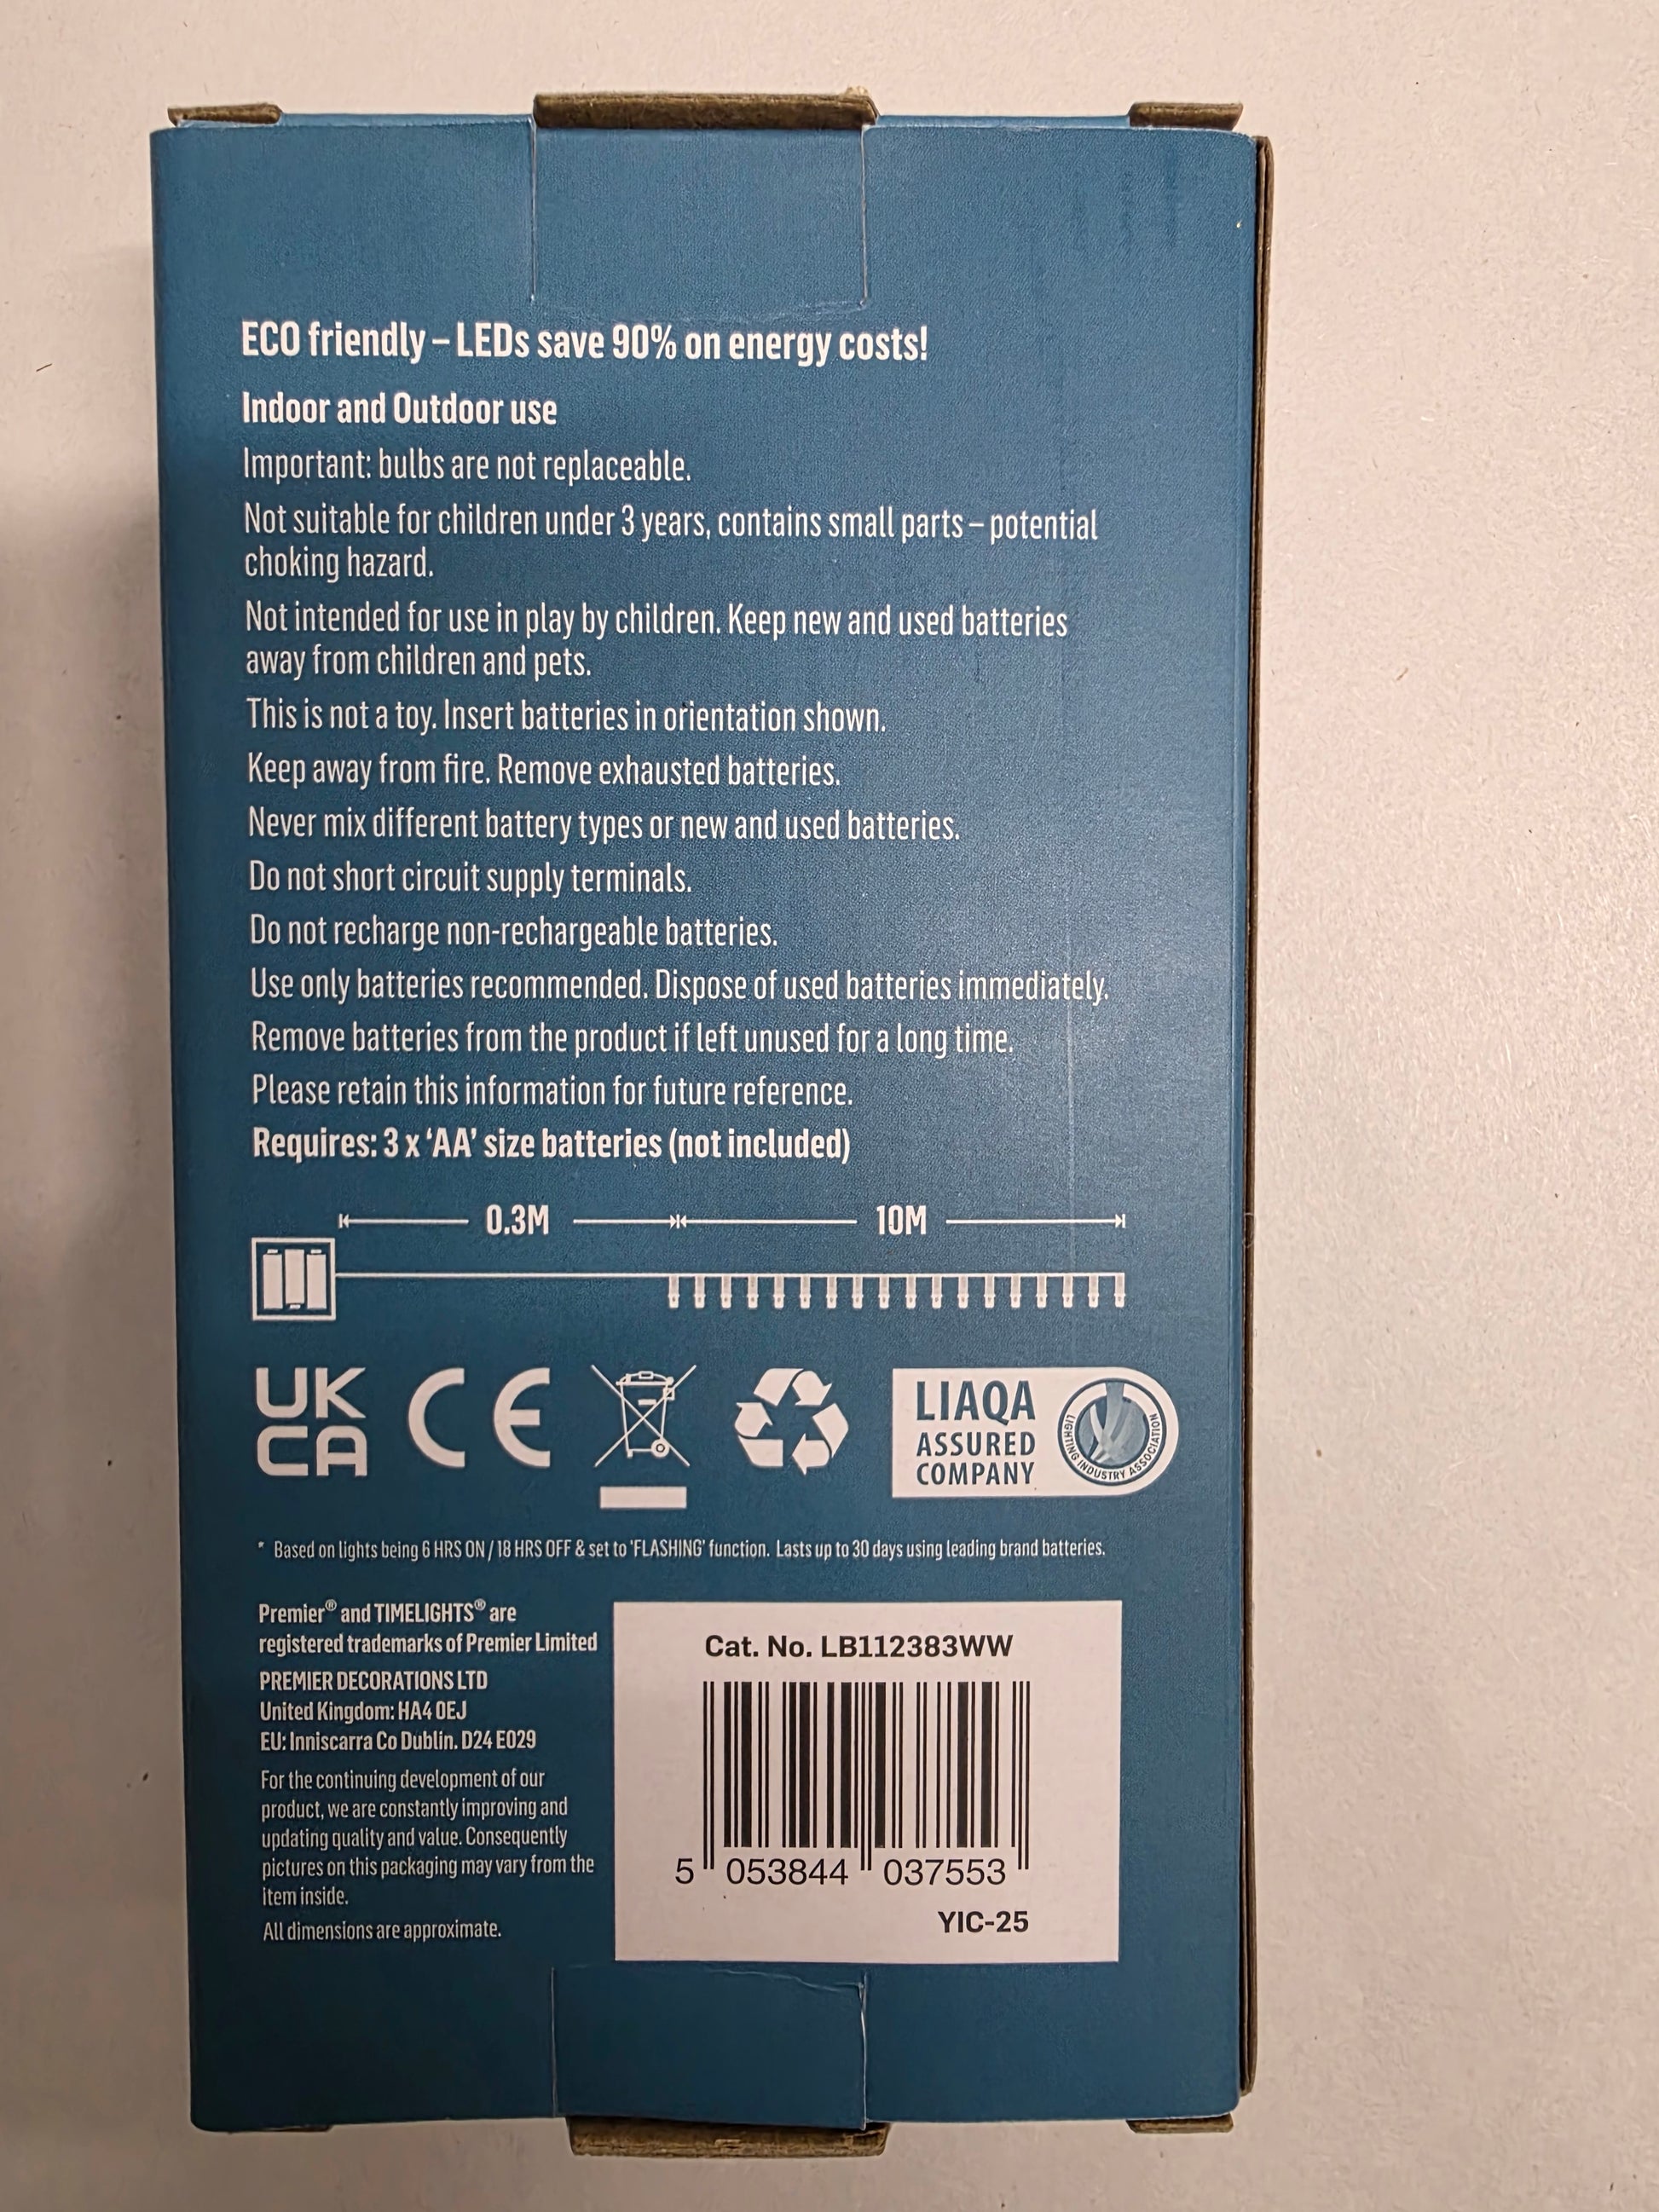 ECO friendly – LEDs save 90% on energy costs!
Indoor and Outdoor use
Important: bulbs are not replaceable.
Not suitable for children under 3 years, contains small parts – potential
choking hazard.
Not intended for use in play by children. Keep new and used batteries
away from children and pets.
This is not a toy. Insert batteries in orientation shown.
Keep away from fire. Remove exhausted batteries.
Never mix different battery types or new and used batteries.
Do not short circuit supply terminals.
Do not recharge non-rechargeable batteries.
Use only batteries recommended. Dispose of used batteries immediately.
Remove batteries from the product if left unused for a long time.
Please retain this information for future reference.
Requires: 3 x ‘AA’ size batteries (not included)
0.3M 10M
UK
CA
CE
LIAQA
ASSURED
COMPANY
LIGHTING INDUSTRY ASSOCIATION
* Based on lights being 6 HRS ON / 18 HRS OFF & set to 'FLASHING' function. Lasts up to 30 days using leading brand batteries.
Premier® and TIMELIGHTS® are
registered trademarks of Premier Limited
PREMIER DECORATIONS LTD
United Kingdom: HA4 0EJ
EU: Inniscarra Co Dublin. D24 E029
For the continuing development of our
product, we are constantly improving and
updating quality and value. Consequently
pictures on this packaging may vary from the
item inside.
All dimensions are approximate.
Cat. No. LB112383WW
5 053844 037553
YIC-25